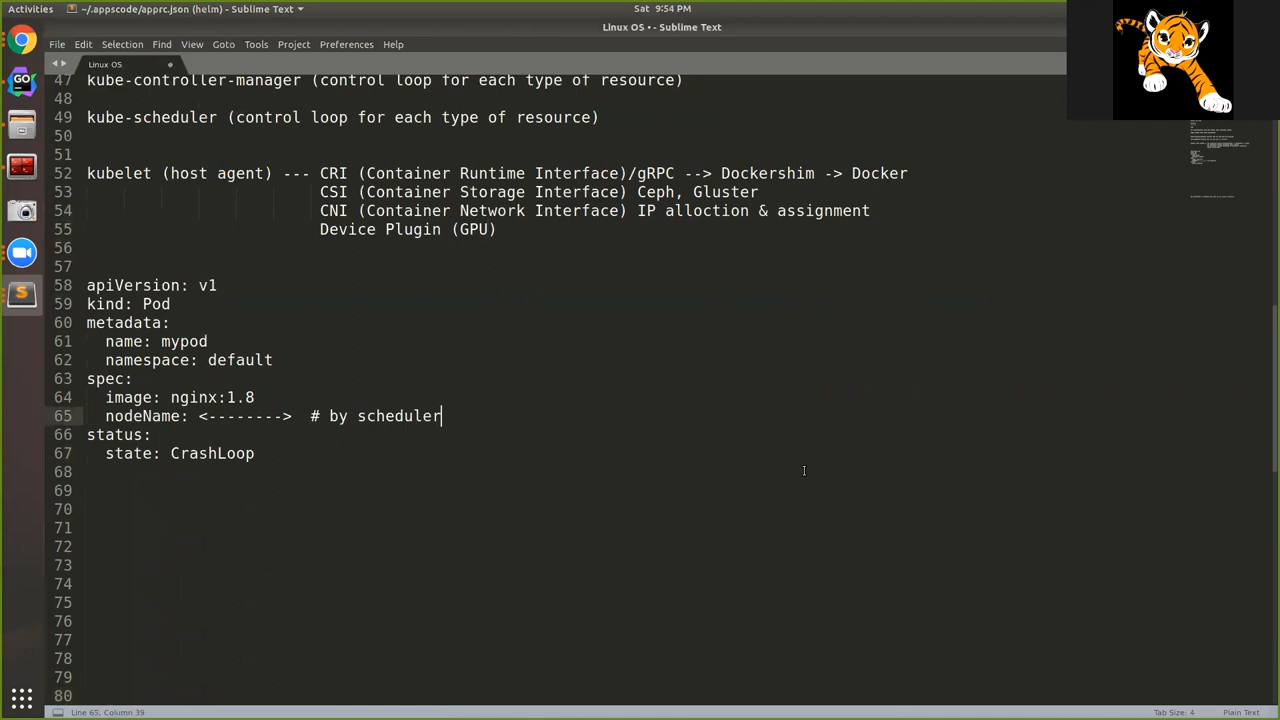 Activities
~/.appscode/apprc.json (helm) - Sublime Text
Sat 9:54 PM
Linux OS • - Sublime Text
File Edit Selection Find View Goto Tools Project Preferences Help
Linux OS
47 kube-controller-manager (control loop for each type of resource)
48
49 kube-scheduler (control loop for each type of resource)
50
51
52 kubelet (host agent) --- CRI (Container Runtime Interface)/gRPC --> Dockershim -> Docker
53 CSI (Container Storage Interface) Ceph, Gluster
54 CNI (Container Network Interface) IP alloction & assignment
55 Device Plugin (GPU)
56
57
58 apiVersion: v1
59 kind: Pod
60 metadata:
61 name: mypod
62 namespace: default
63 spec:
64 image: nginx:1.8
65 nodeName: <--------> # by scheduler
66 status:
67 state: CrashLoop
68
69
70
71
72
73
74
75
76
77
78
79
80
Line 65, Column 39
Tab Size: 4
Plain Text